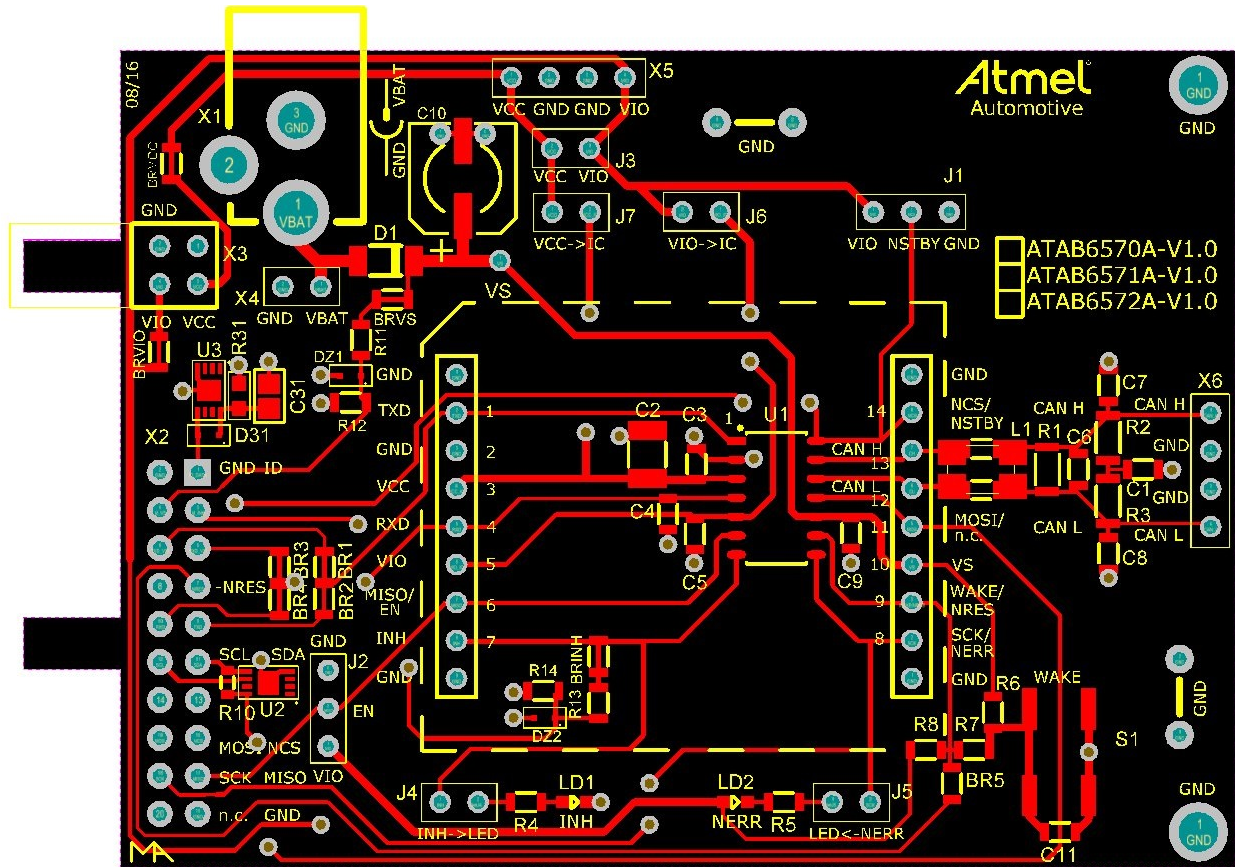 08/16
X1
3
GND
2
1
VBAT
VBAT
GND
C10
X5
VCC GND GND VIO
Atmel
Automotive
1
GND
GND
GND
BRVCC
J3
VCC VIO
J1
J7
VCC->IC
J6
VIO->IC
VIO NSTBY GND
GND
X3
D1
+
VS
X4
GND VBAT
BRVS
VIO VCC
ATAB6570A-V1.0
ATAB6571A-V1.0
ATAB6572A-V1.0
BRVIO
U3
R31
C31
D31
R11
DZ1
R12
X2
GND ID
GND
TXD
GND
VCC
RXD
VIO
MISO/
EN
INH
GND
1
2
3
4
5
6
7
C2
C3
C4
C5
1
U1
C9
CAN H
CAN L
14
13
12
11
10
9
8
GND
NCS/
NSTBY
MOSI/
n.c.
VS
WAKE/
NRES
SCK/
NERR
GND
L1
R1
C6
C7
X6
CAN H
CAN H
R2
GND
C1
GND
R3
CAN L
CAN L
C8
BR3
BR1
BR4
BR2
-NRES
SCL SDA
GND
J2
EN
VIO
R10
U2
MOSI NCS
SCK MISO
n.c. GND
BRINH
R14
R13
DZ2
R6
WAKE
S1
GND
R8 R7
BR5
J4
INH->LED
R4
LD1
INH
LD2
NERR
R5
J5
LED<-NERR
C11
GND
1
GND
MA